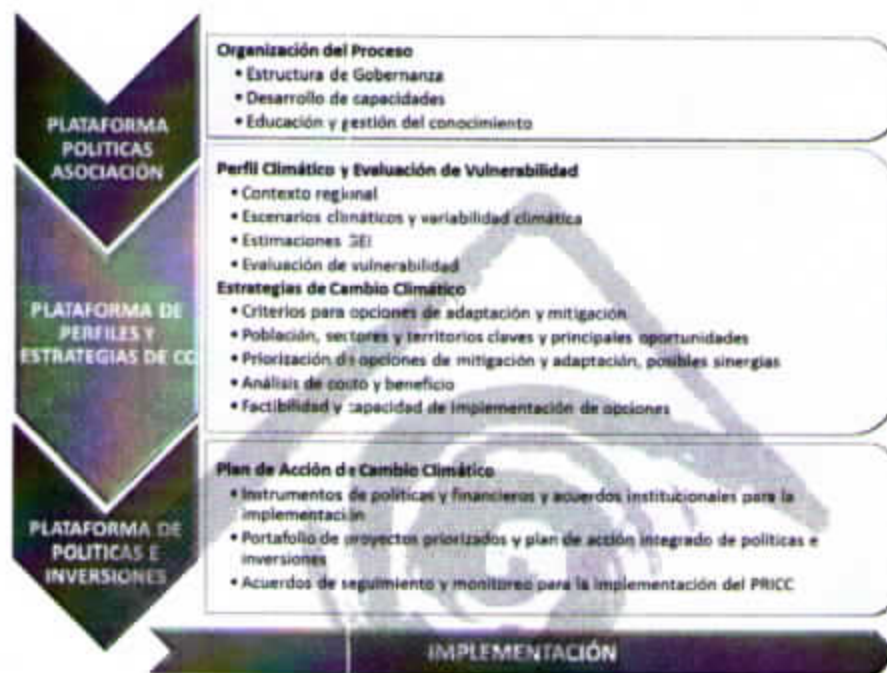 PLATAFORMA
POLITICAS
ASOCIACIÓN
Organización del Proceso
• Estructura de Gobernanza
• Desarrollo de capacidades
• Educación y gestión del conocimiento
PLATAFORMA DE
PERFILES Y
ESTRATEGIAS DE CC
Perfil Climático y Evaluación de Vulnerabilidad
• Contexto regional
• Escenarios climáticos y variabilidad climática
• Estimaciones GEI
• Evaluación de vulnerabilidad
Estrategias de Cambio Climático
• Criterios para opciones de adaptación y mitigación
• Población, sectores y territorios claves y principales oportunidades
• Priorización de opciones de mitigación y adaptación, posibles sinergias
• Análisis de costo y beneficio
• Factibilidad y capacidad de implementación de opciones
PLATAFORMA DE
POLITICAS E
INVERSIONES
Plan de Acción de Cambio Climático
• Instrumentos de políticas y financieros y acuerdos institucionales para la
implementación
• Portafolio de proyectos priorizados y plan de acción integrado de políticas e
inversiones
• Acuerdos de seguimiento y monitoreo para la implementación del PRICC
IMPLEMENTACIÓN